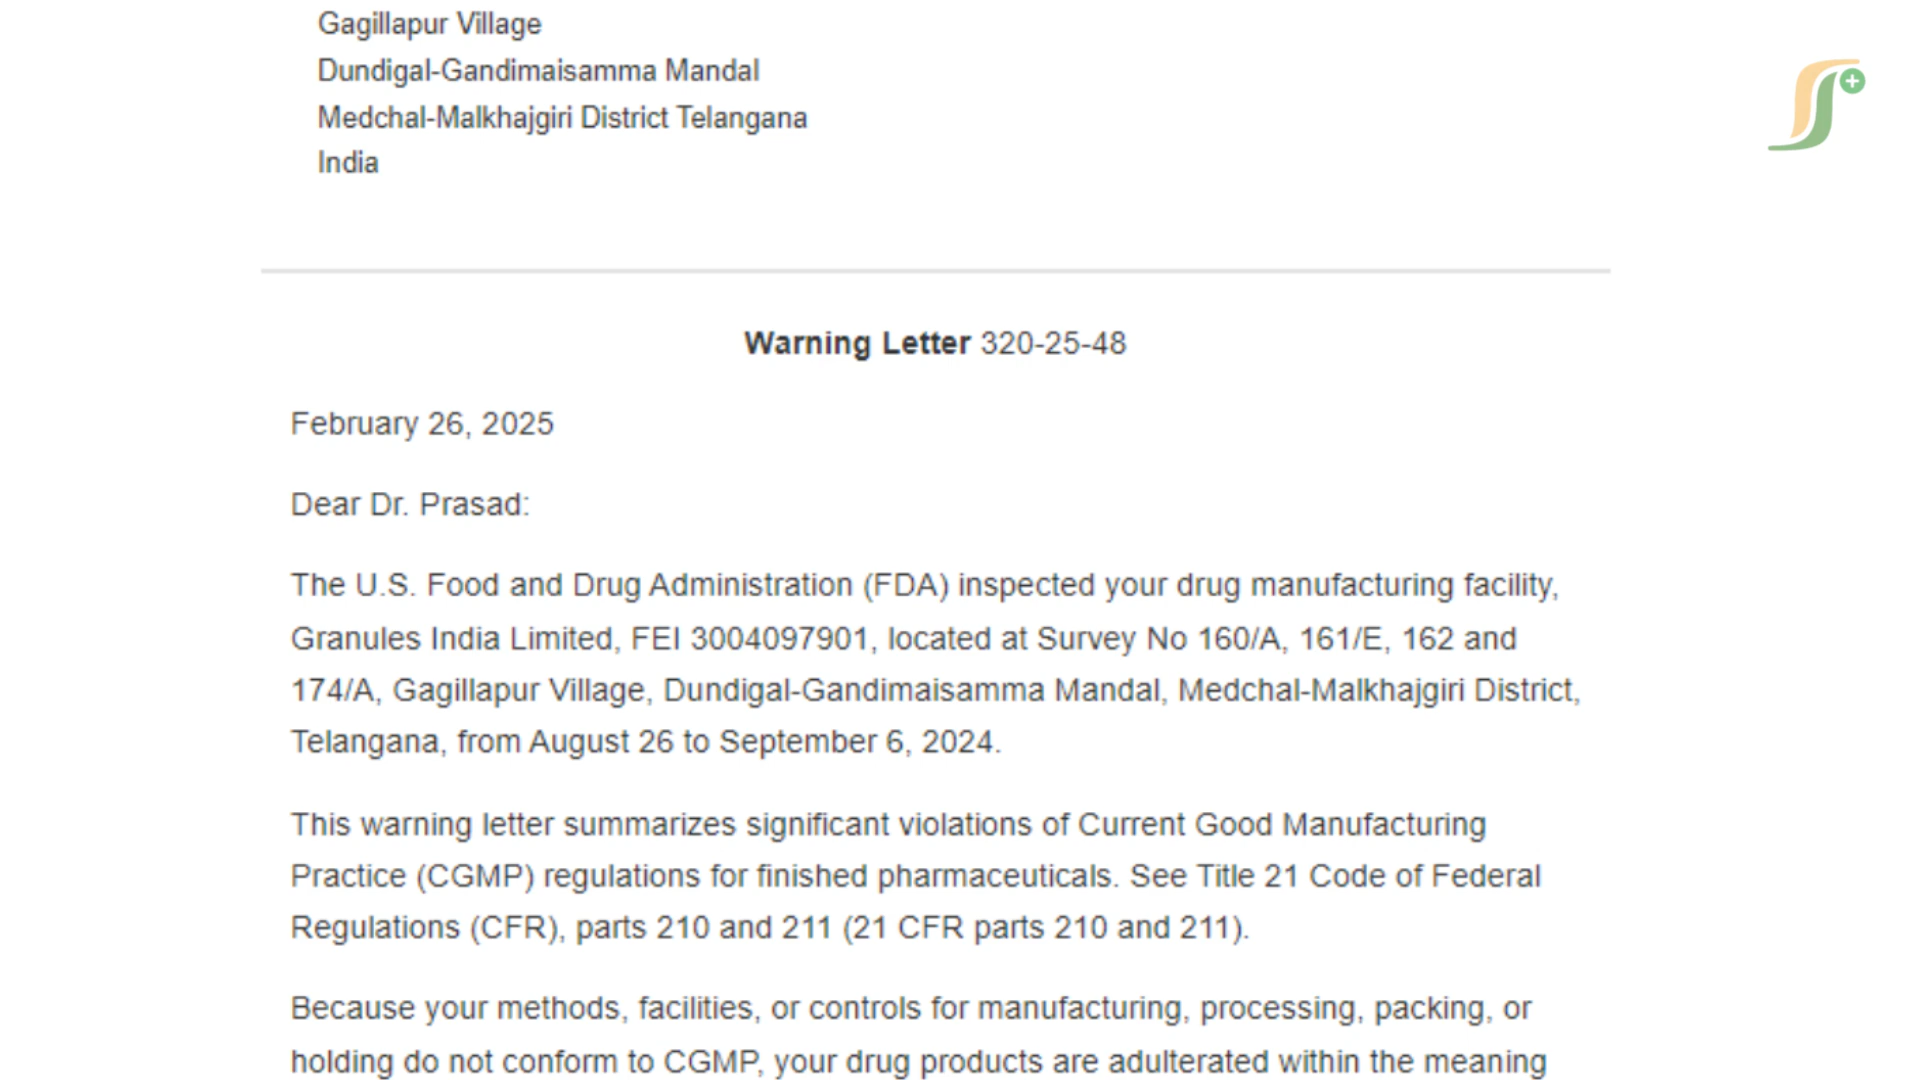 Gagillapur Village
Dundigal-Gandimaisamma Mandal
Medchal-Malkhajgiri District Telangana
India
Warning Letter 320-25-48
February 26, 2025
Dear Dr. Prasad:
The U.S. Food and Drug Administration (FDA) inspected your drug manufacturing facility,
Granules India Limited, FEI 3004097901, located at Survey No 160/A, 161/E, 162 and
174/A, Gagillapur Village, Dundigal-Gandimaisamma Mandal, Medchal-Malkhajgiri District,
Telangana, from August 26 to September 6, 2024.
This warning letter summarizes significant violations of Current Good Manufacturing
Practice (CGMP) regulations for finished pharmaceuticals. See Title 21 Code of Federal
Regulations (CFR), parts 210 and 211 (21 CFR parts 210 and 211).
Because your methods, facilities, or controls for manufacturing, processing, packing, or
holding do not conform to CGMP, your drug products are adulterated within the meaning